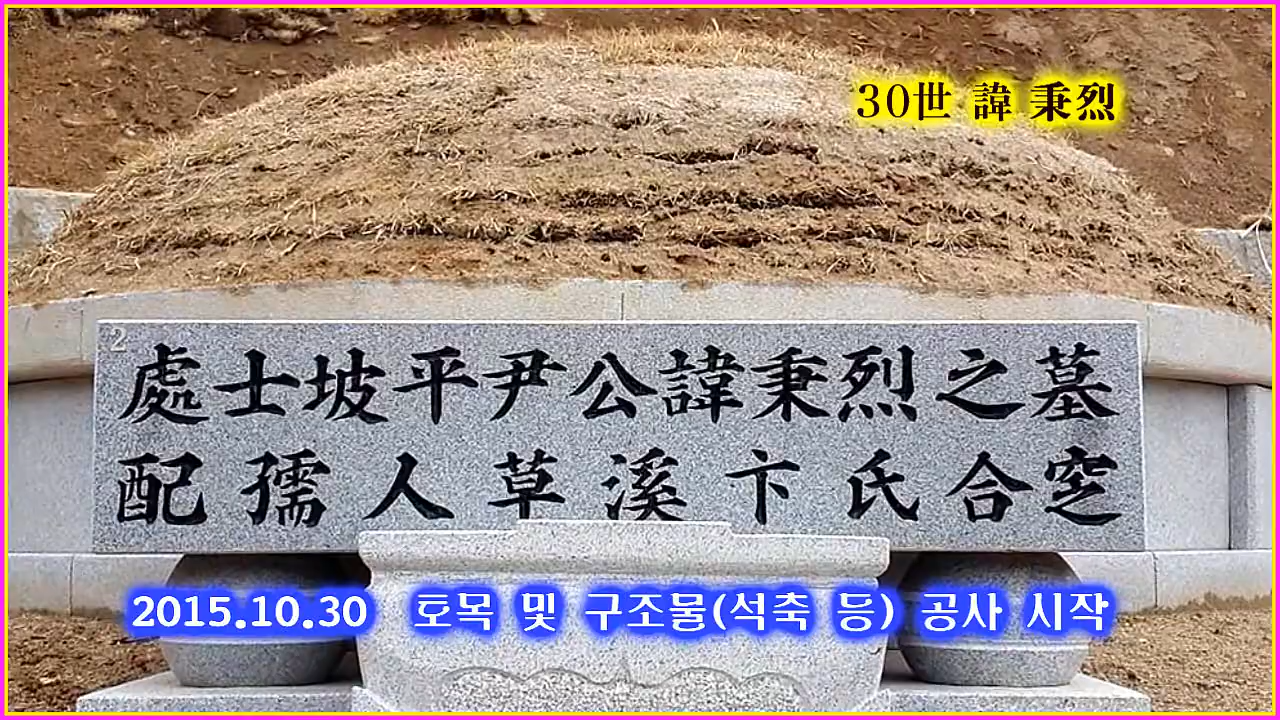 30世 諱 秉烈
2
處士坡平尹公諱秉烈之墓
配孺人草溪卞氏合窆
2015.10.30 토목 및 구조물(석축 등) 공사 시작